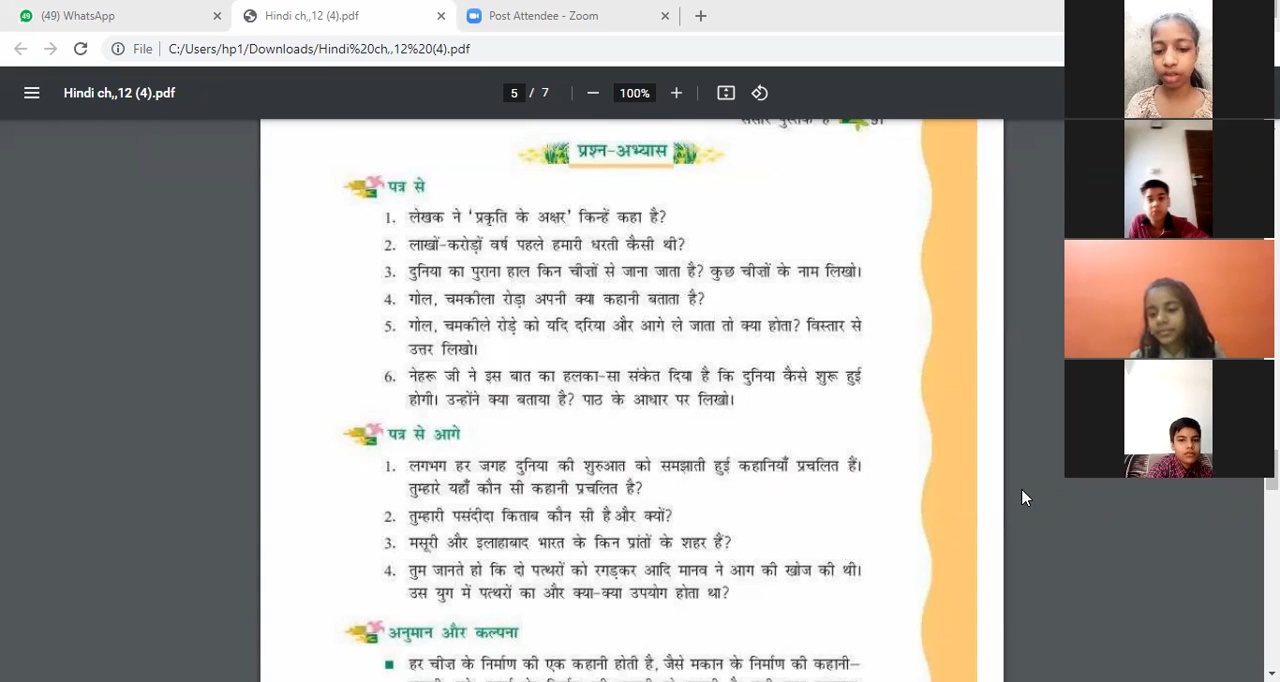 (49) WhatsApp
Hindi ch,,12 (4).pdf
Post Attendee - Zoom
File
C:/Users/hp1/Downloads/Hindi%20ch,,12%20(4).pdf
Hindi ch,,12 (4).pdf
5 / 7
100%
संसार पुस्तक है
प्रश्न-अभ्यास
पत्र से
1. लेखक ने ‘प्रकृति के अक्षर’ किन्हें कहा है?
2. लाखों-करोड़ों वर्ष पहले हमारी धरती कैसी थी?
3. दुनिया का पुराना हाल किन चीज़ों से जाना जाता है? कुछ चीज़ों के नाम लिखो।
4. गोल, चमकीला रोड़ा अपनी क्या कहानी बताता है?
5. गोल, चमकीले रोड़े को यदि दरिया और आगे ले जाता तो क्या होता? विस्तार से
उत्तर लिखो।
6. नेहरू जी ने इस बात का हलका-सा संकेत दिया है कि दुनिया कैसे शुरू हुई
होगी। उन्होंने क्या बताया है? पाठ के आधार पर लिखो।
पत्र से आगे
1. लगभग हर जगह दुनिया की शुरुआत को समझाती हुई कहानियाँ प्रचलित हैं।
तुम्हारे यहाँ कौन सी कहानी प्रचलित है?
2. तुम्हारी पसंदीदा किताब कौन सी है और क्यों?
3. मसूरी और इलाहाबाद भारत के किन प्रांतों के शहर हैं?
4. तुम जानते हो कि दो पत्थरों को रगड़कर आदि मानव ने आग की खोज की थी।
उस युग में पत्थरों का और क्या-क्या उपयोग होता था?
अनुमान और कल्पना
हर चीज़ के निर्माण की एक कहानी होती है, जैसे मकान के निर्माण की कहानी–